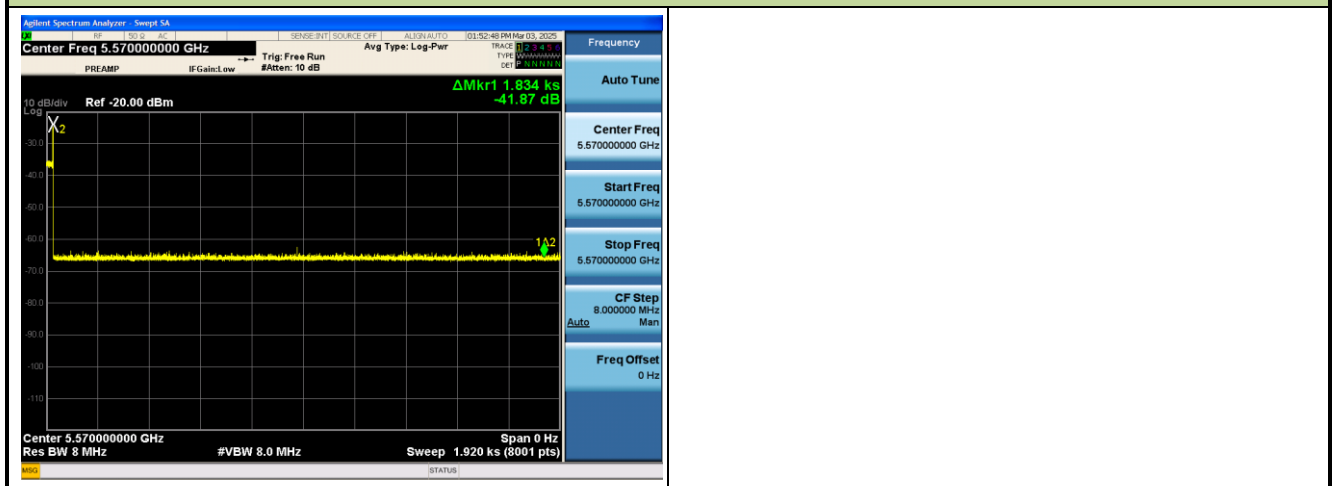 Agilent Spectrum Analyzer - Swept SA
RF 50 Ω AC SENSE:INT SOURCE OFF ALIGN AUTO 01:52:48 PM Mar 03, 2025
Center Freq 5.570000000 GHz
PREAMP IFGain:Low
Trig: Free Run
#Atten: 10 dB
Avg Type: Log-Pwr
TRACE 1 2 3 4 5 6
TYPE WWWWWW
DET P N N N N N
ΔMkr1 1.834 ks
-41.87 dB
10 dB/div Ref -20.00 dBm
Log
X2
-30.0
-40.0
-50.0
-60.0
1Δ2
-70.0
-80.0
-90.0
-100
-110
Center 5.570000000 GHz Span 0 Hz
Res BW 8 MHz #VBW 8.0 MHz Sweep 1.920 ks (8001 pts)
MSG STATUS
Frequency
Auto Tune
Center Freq
5.570000000 GHz
Start Freq
5.570000000 GHz
Stop Freq
5.570000000 GHz
CF Step
8.000000 MHz
Auto Man
Freq Offset
0 Hz